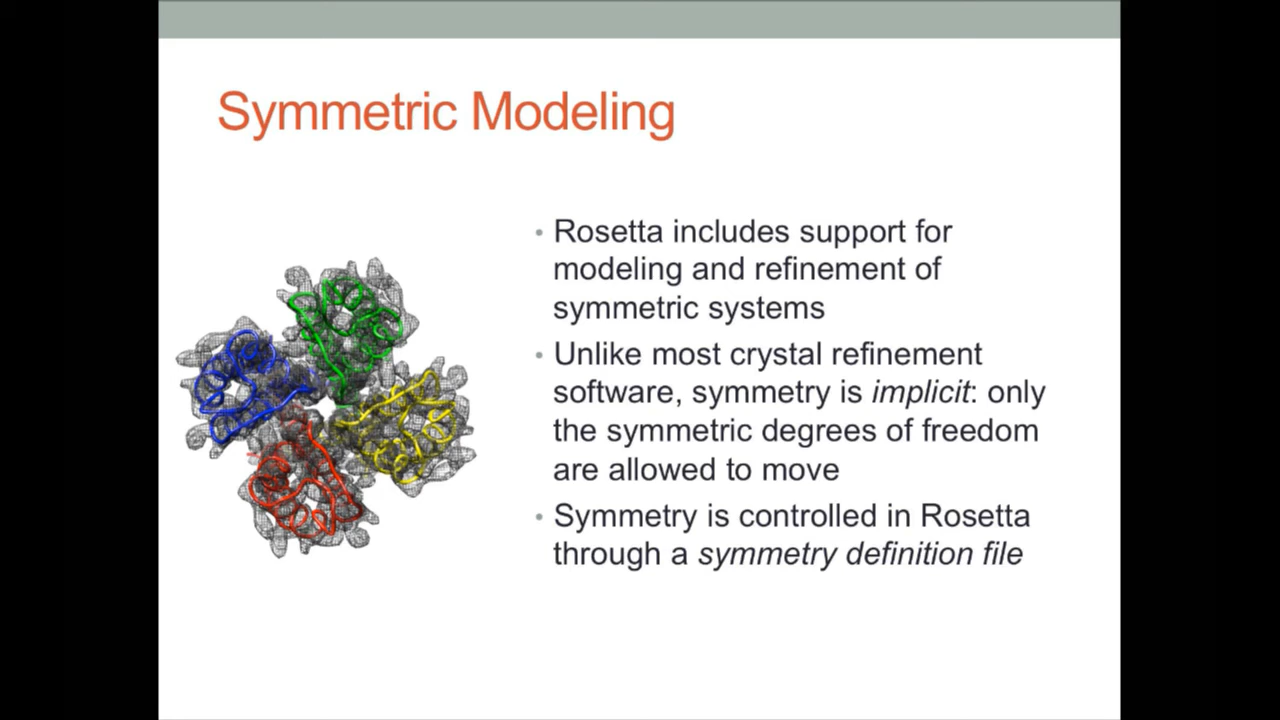 Symmetric Modeling
• Rosetta includes support for
modeling and refinement of
symmetric systems
• Unlike most crystal refinement
software, symmetry is implicit: only
the symmetric degrees of freedom
are allowed to move
• Symmetry is controlled in Rosetta
through a symmetry definition file